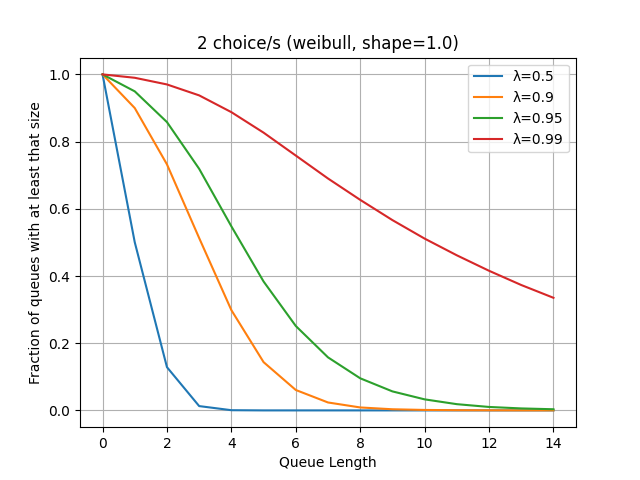 2 choice/s (weibull, shape=1.0)
Fraction of queues with at least that size
1.0
0.8
0.6
0.4
0.2
0.0
λ=0.5
λ=0.9
λ=0.95
λ=0.99
0 2 4 6 8 10 12 14
Queue Length